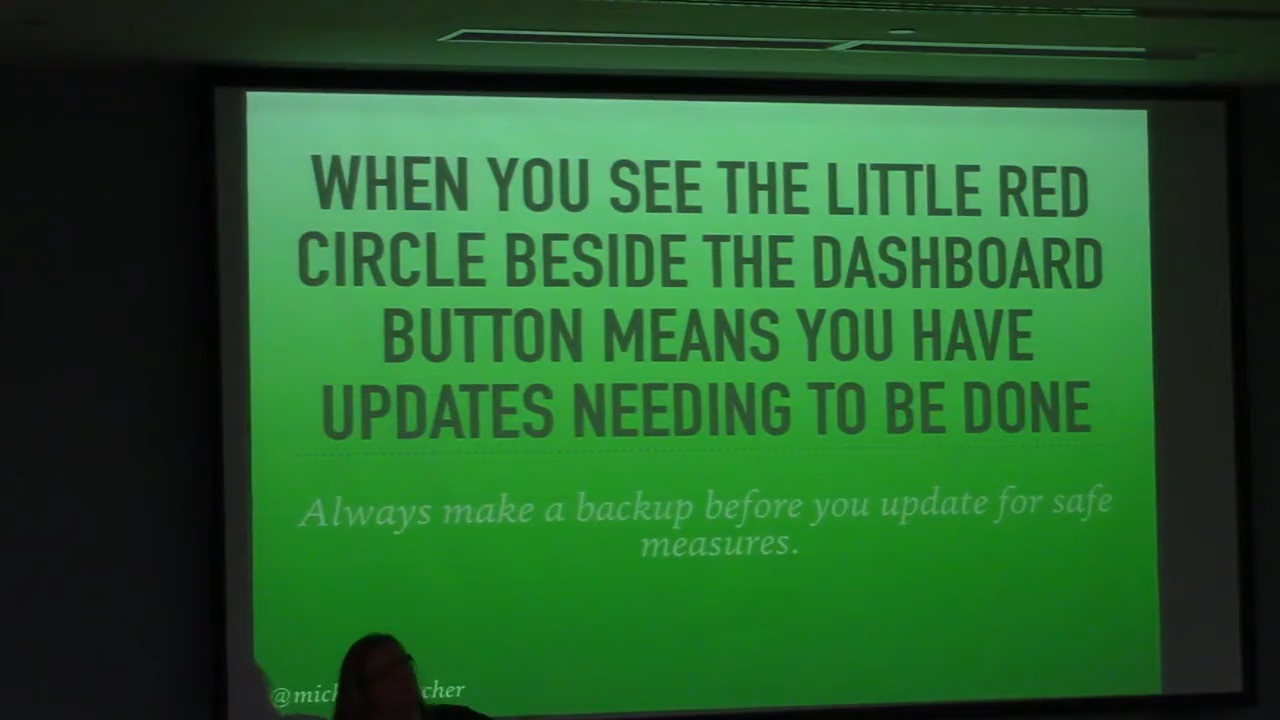 WHEN YOU SEE THE LITTLE RED
CIRCLE BESIDE THE DASHBOARD
BUTTON MEANS YOU HAVE
UPDATES NEEDING TO BE DONE
Always make a backup before you update for safe
measures.